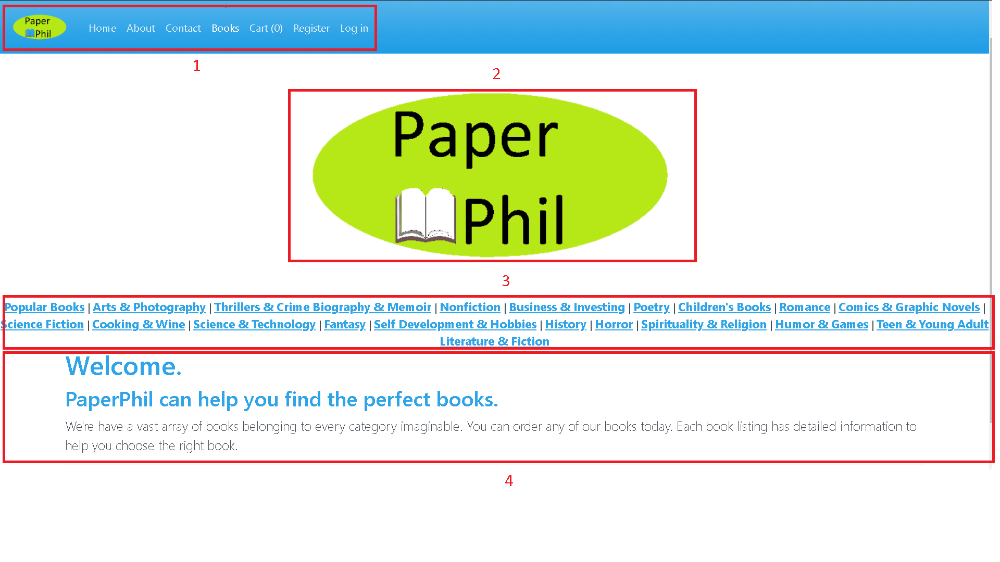 Paper
Phil
Home About Contact Books Cart (0) Register Log in
1
2
Paper
Phil
3
Popular Books | Arts & Photography | Thrillers & Crime Biography & Memoir | Nonfiction | Business & Investing | Poetry | Children's Books | Romance | Comics & Graphic Novels |
Science Fiction | Cooking & Wine | Science & Technology | Fantasy | Self Development & Hobbies | History | Horror | Spirituality & Religion | Humor & Games | Teen & Young Adult
Literature & Fiction
Welcome.
PaperPhil can help you find the perfect books.
We're have a vast array of books belonging to every category imaginable. You can order any of our books today. Each book listing has detailed information to
help you choose the right book.
4